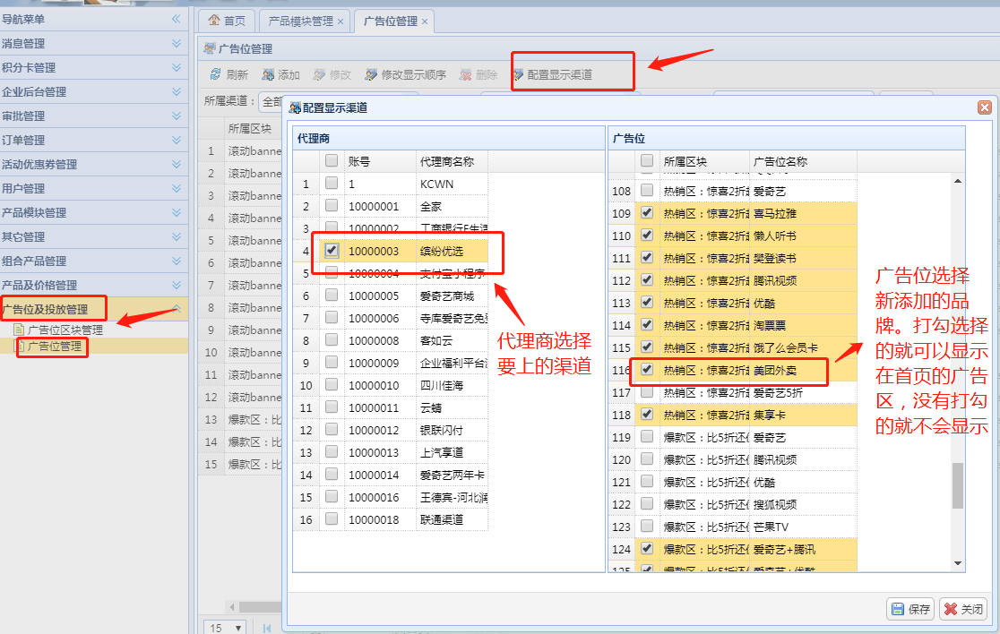 导航菜单
消息管理
积分卡管理
企业后台管理
审批管理
订单管理
活动优惠券管理
用户管理
产品模块管理
其它管理
组合产品管理
产品及价格管理
广告位及投放管理
广告位区块管理
广告位管理
首页
产品模块管理
广告位管理
广告位管理
刷新
添加
修改
修改显示顺序
删除
配置显示渠道
所属渠道：
全部
所属区块
1 滚动banne
2 滚动banne
3 滚动banne
4 滚动banne
5 滚动banne
6 滚动banne
7 滚动banne
8 滚动banne
9 滚动banne
10 滚动banne
11 滚动banne
12 滚动banne
13 爆款区：比
14 爆款区：比
15 爆款区：比
15
配置显示渠道
代理商
账号 代理商名称
1 1 KCWN
2 10000001 全家
3 10000002 工商银行E生活
4 10000003 缤纷优选
5 10000004 支付宝小程序
6 10000005 爱奇艺商城
7 10000006 寺库爱奇艺免
8 10000008 客如云
9 10000009 企业福利平台
10 10000010 四川佳海
11 10000011 云蜻
12 10000012 银联闪付
13 10000013 上汽享道
14 10000014 爱奇艺两年卡
15 10000016 王德宾-河北润
16 10000018 联通渠道
代理商选择
要上的渠道
广告位
所属区块 广告位名称
108 热销区：惊喜2折起 爱奇艺
109 热销区：惊喜2折起 喜马拉雅
110 热销区：惊喜2折起 懒人听书
111 热销区：惊喜2折起 樊登读书
112 热销区：惊喜2折起 腾讯视频
113 热销区：惊喜2折起 优酷
114 热销区：惊喜2折起 淘票票
115 热销区：惊喜2折起 饿了么会员卡
116 热销区：惊喜2折起 美团外卖
117 热销区：惊喜2折起 爱奇艺5折
118 热销区：惊喜2折起 集享卡
119 爆款区：比5折还低 爱奇艺
120 爆款区：比5折还低 腾讯视频
121 爆款区：比5折还低 优酷
122 爆款区：比5折还低 搜狐视频
123 爆款区：比5折还低 芒果TV
124 爆款区：比5折还低 爱奇艺+腾讯
125 爆款区：比5折还低 爱奇艺+优酷
广告位选择
新添加的品
牌。打勾选择
的就可以显示
在首页的广告
区，没有打勾
的就不会显示
保存
关闭